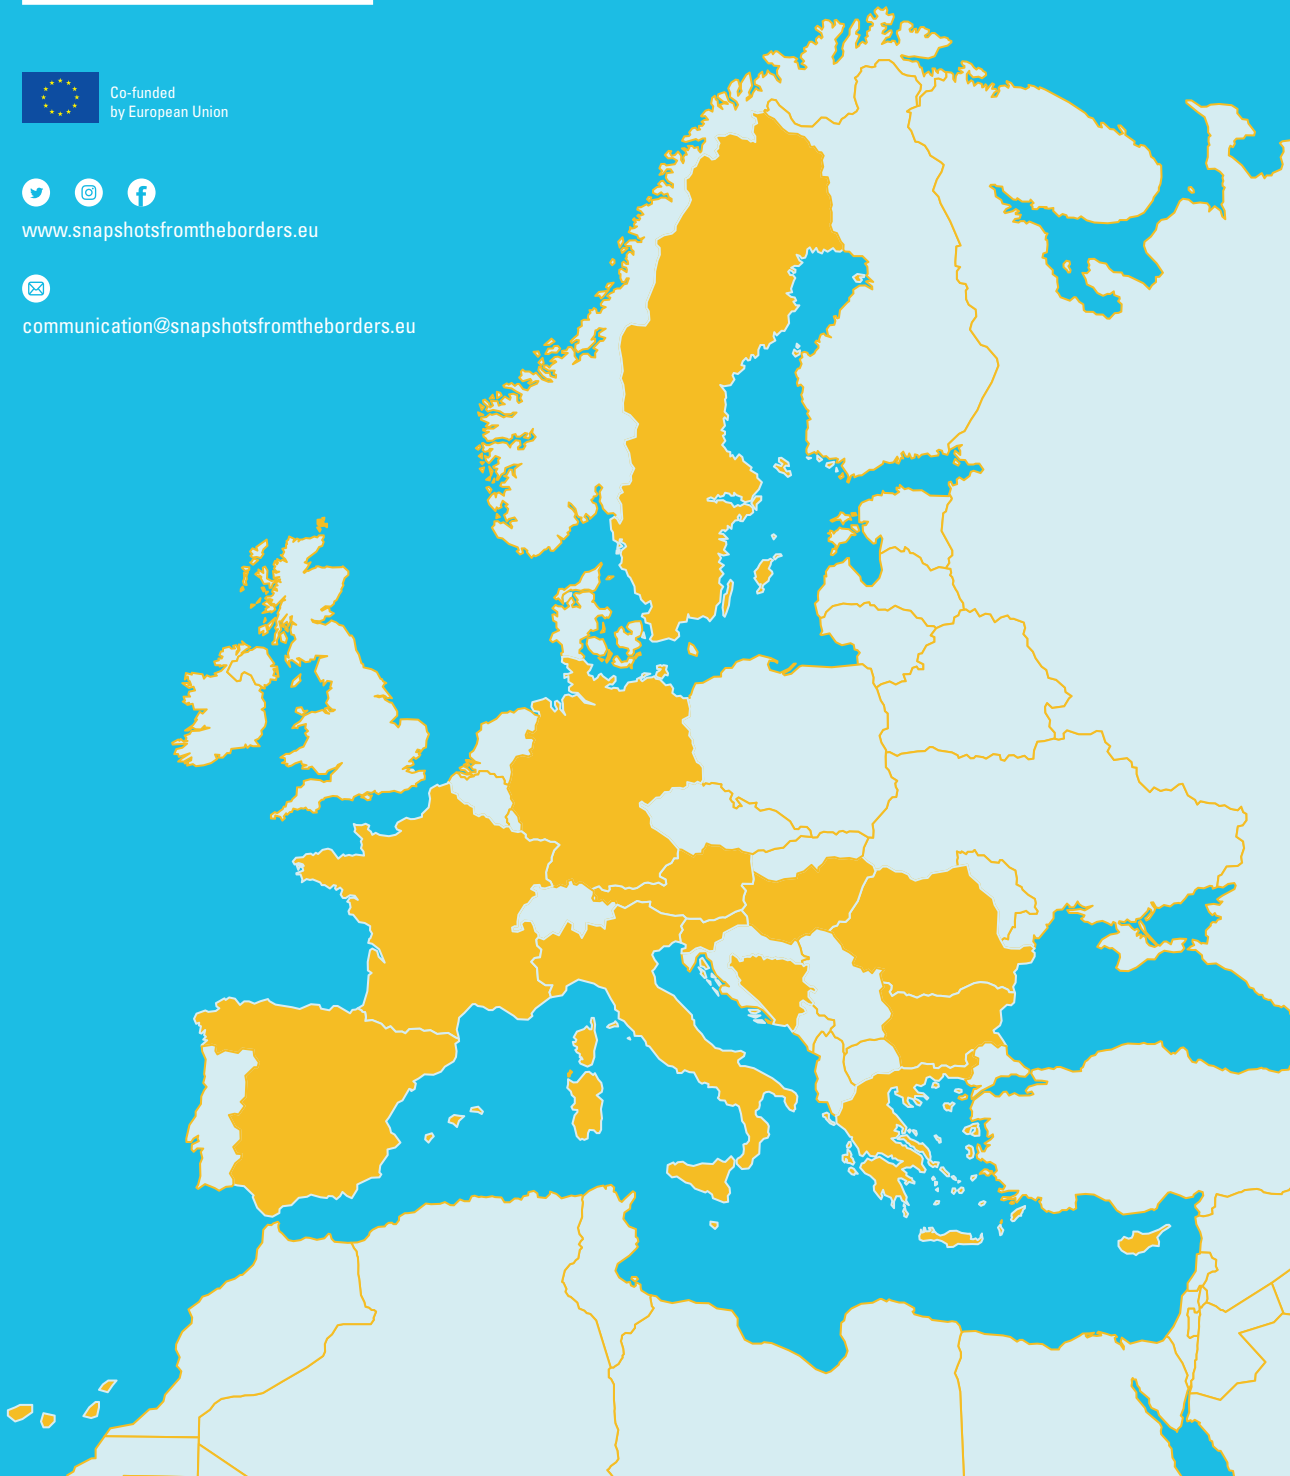 Co-funded
by European Union
www.snapshotsfromtheborders.eu
communication@snapshotsfromtheborders.eu